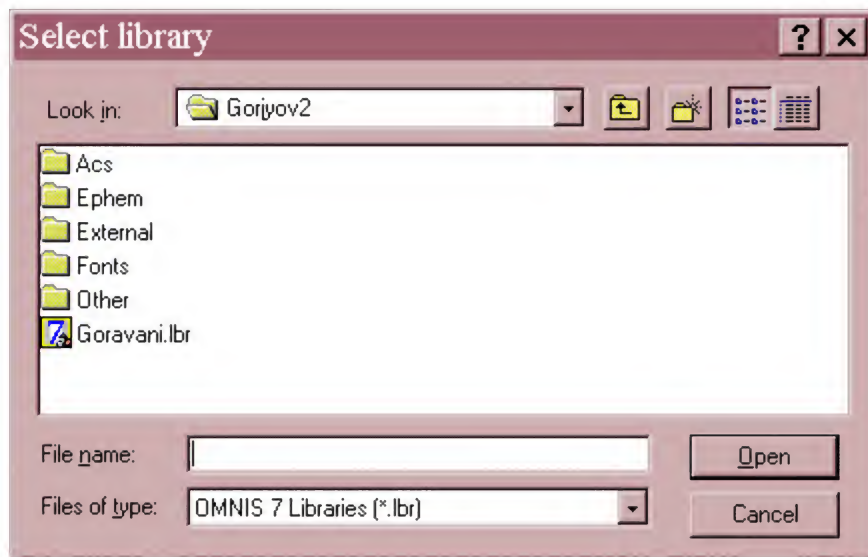 Select library
Look in: Gorjyov2
Acs
Ephem
External
Fonts
Other
7 Goravani.lbr
File name: Open
Files of type: OMNIS 7 Libraries (*.lbr) Cancel